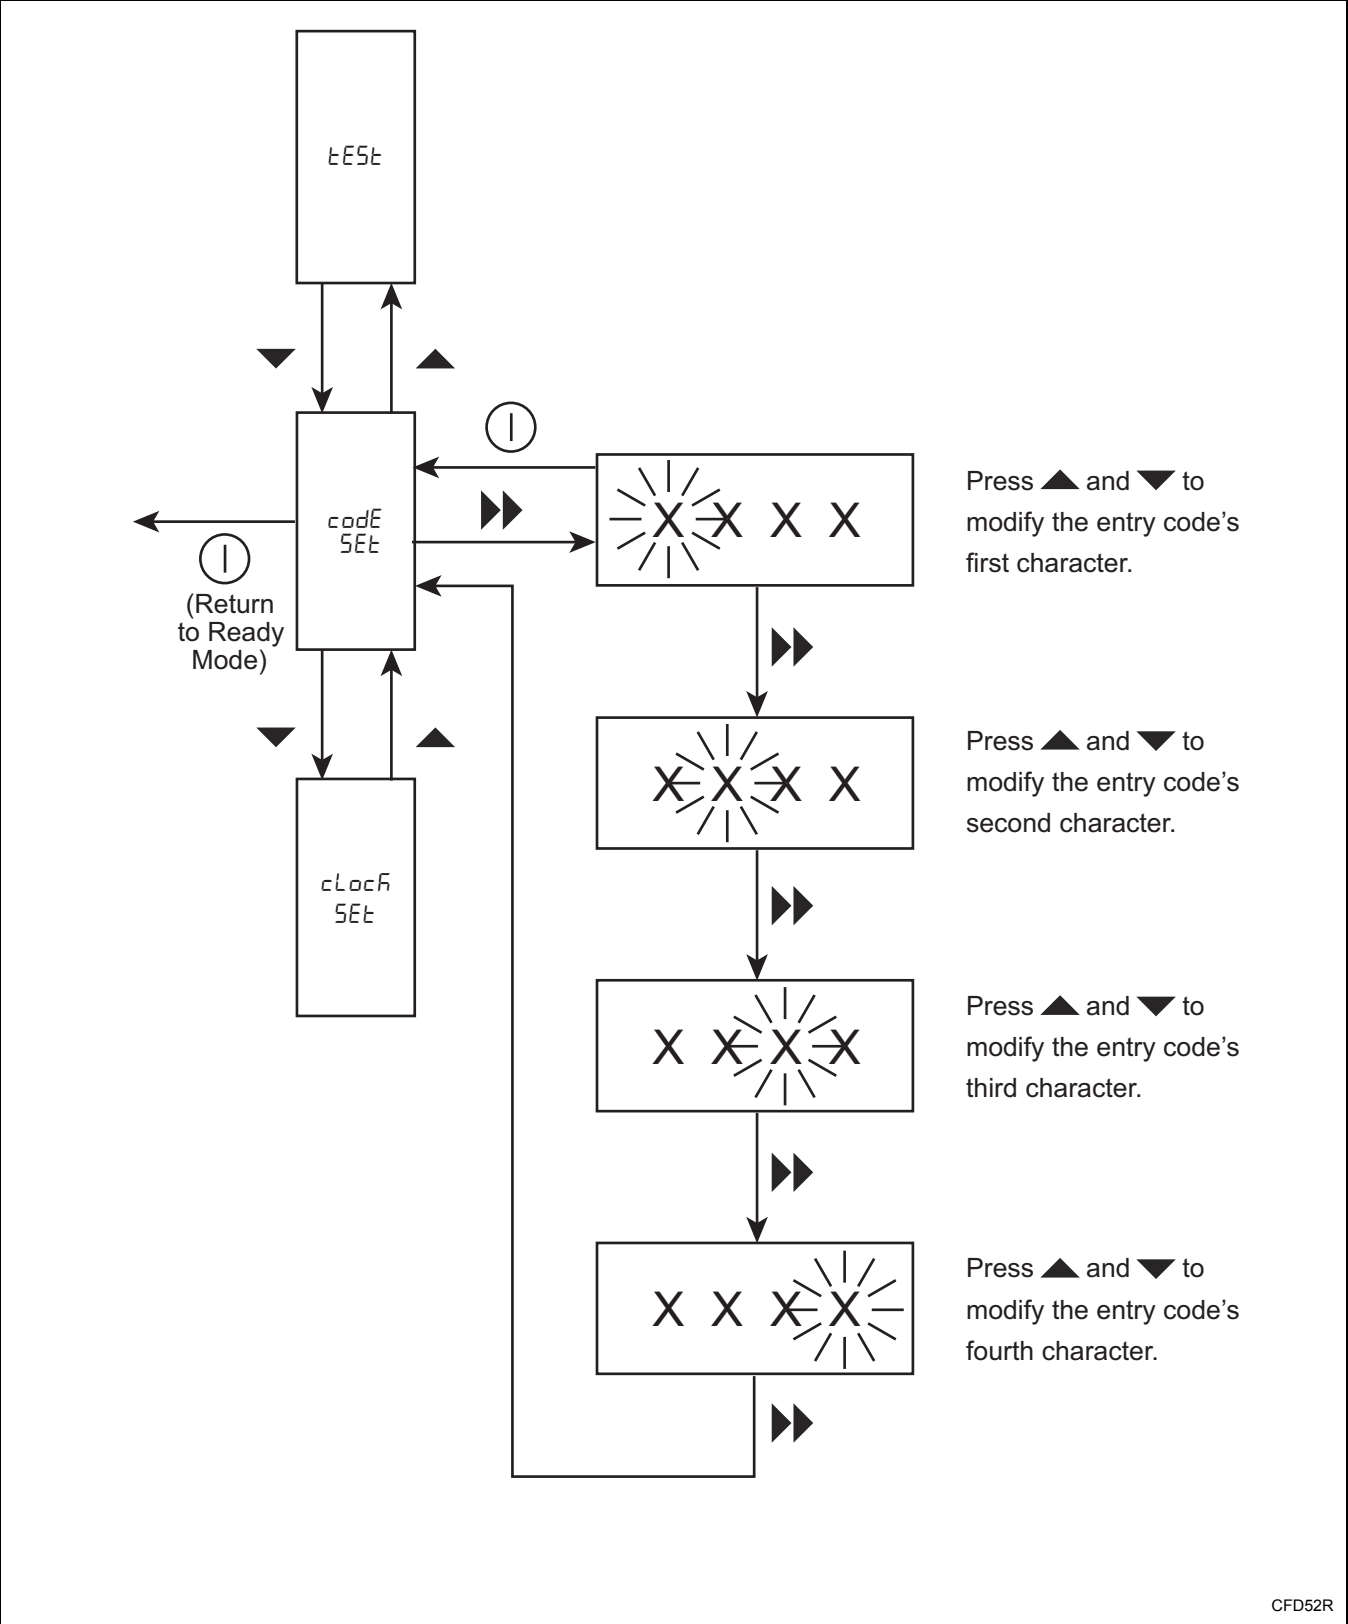 tESt
codE
SEt
(Return
to Ready
Mode)
cLocK
SEt
X X X X
Press ▲ and ▼ to
modify the entry code’s
first character.
X X X X
Press ▲ and ▼ to
modify the entry code’s
second character.
X X X X
Press ▲ and ▼ to
modify the entry code’s
third character.
X X X X
Press ▲ and ▼ to
modify the entry code’s
fourth character.
CFD52R